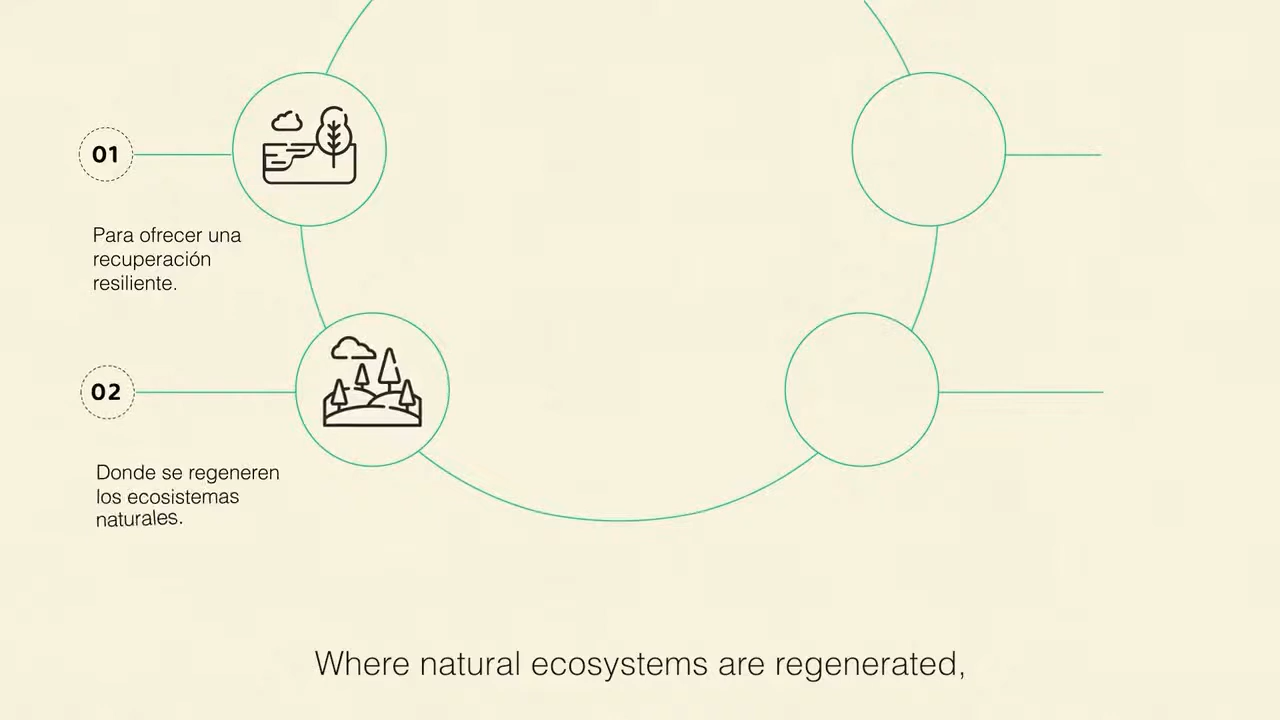 01
Para ofrecer una
recuperación
resiliente.
02
Donde se regeneren
los ecosistemas
naturales.
Where natural ecosystems are regenerated,